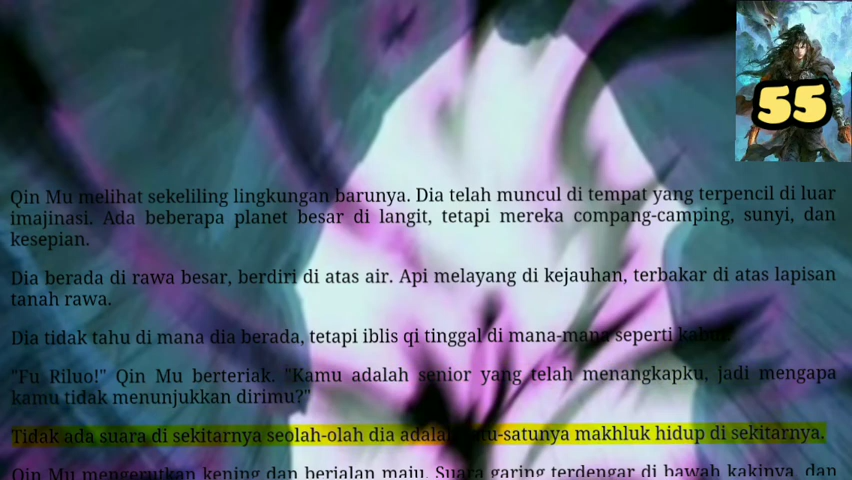 55
Qin Mu melihat sekeliling lingkungan barunya. Dia telah muncul di tempat yang terpencil di luar
imajinasi. Ada beberapa planet besar di langit, tetapi mereka compang-camping, sunyi, dan
kesepian.
Dia berada di rawa besar, berdiri di atas air. Api melayang di kejauhan, terbakar di atas lapisan
tanah rawa.
Dia tidak tahu di mana dia berada, tetapi iblis qi tinggal di mana-mana seperti kabut.
"Fu Riluo!" Qin Mu berteriak. "Kamu adalah senior yang telah menangkapku, jadi mengapa
kamu tidak menunjukkan dirimu?"
Tidak ada suara di sekitarnya seolah-olah dia adalah satu-satunya makhluk hidup di sekitarnya.
Qin Mu mengerutkan kening dan berjalan maju. Suara garing terdengar di bawah kakinya, dan